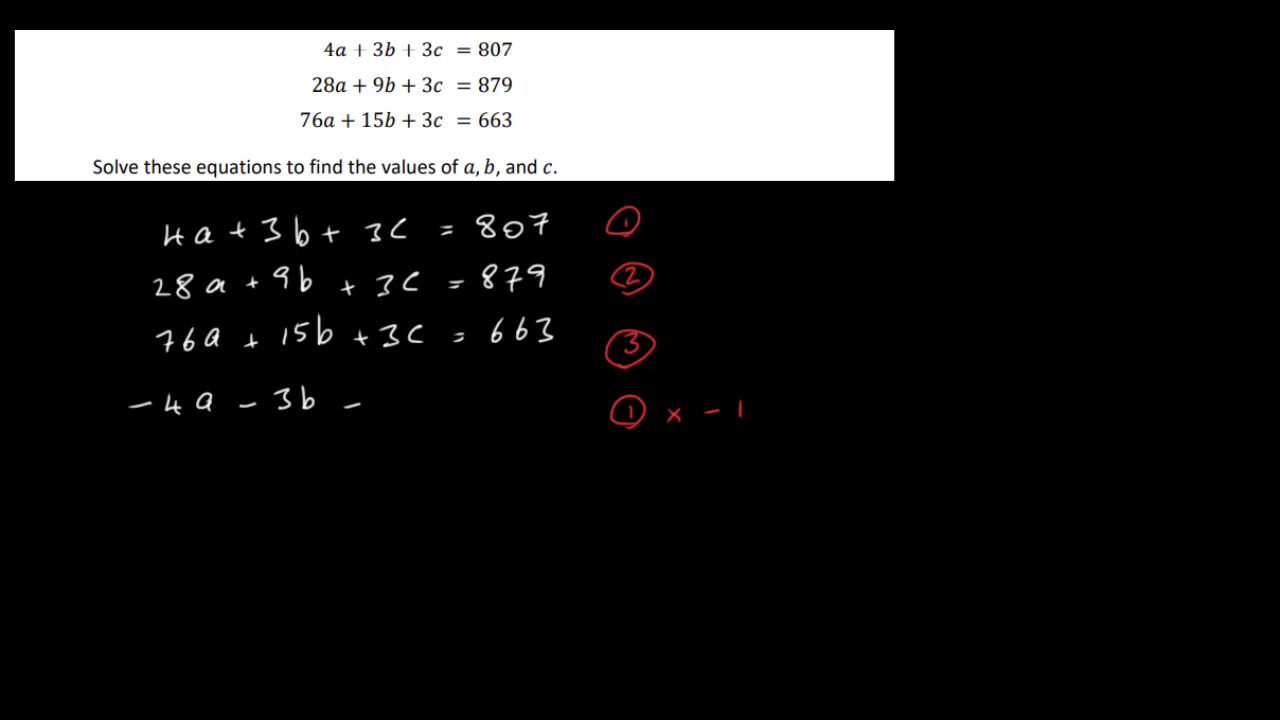 4a + 3b + 3c = 807
28a + 9b + 3c = 879
76a + 15b + 3c = 663
Solve these equations to find the values of a, b, and c.
4a + 3b + 3c = 807 ①
28a + 9b + 3c = 879 ②
76a + 15b + 3c = 663 ③
- 4a - 3b - ① x - 1